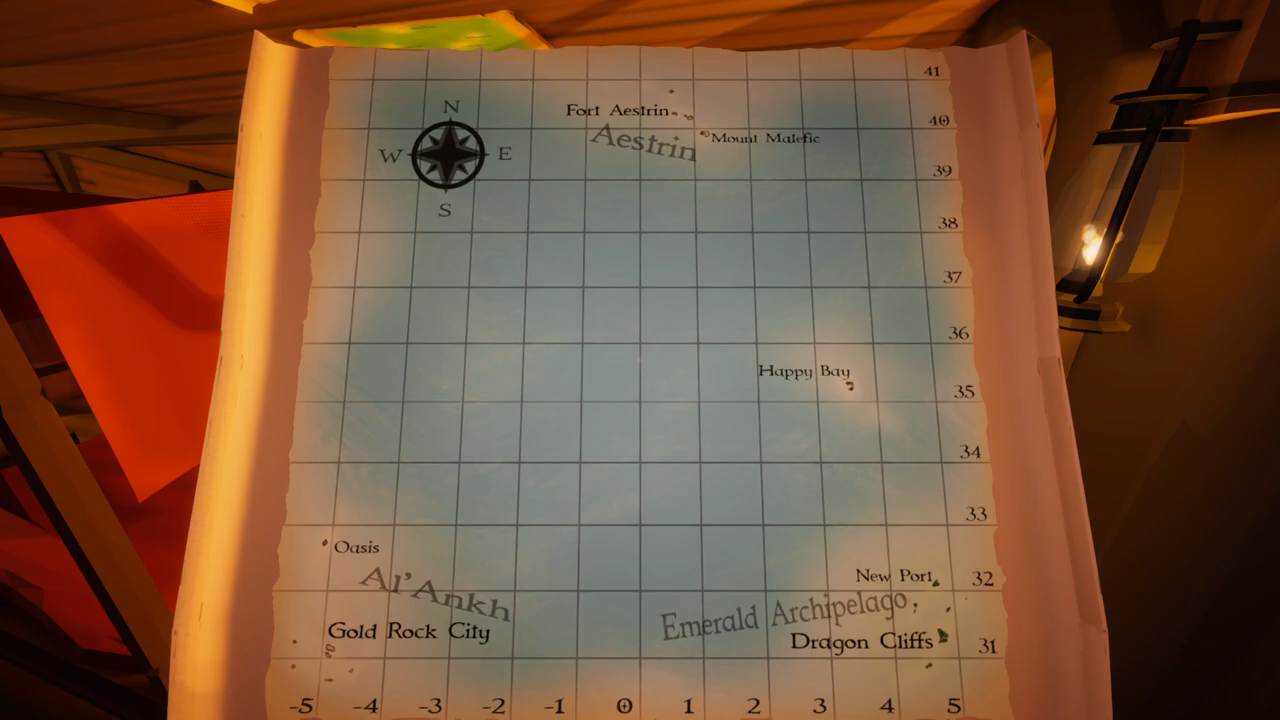 41
Fort Aestrin
40
N
Aestrin
Mount Malefic
W
E
39
S
38
37
36
Happy Bay
35
34
33
Oasis
New Port
32
Al'Ankh
Emerald Archipelago
Gold Rock City
Dragon Cliffs
31
-5 -4 -3 -2 -1 0 1 2 3 4 5